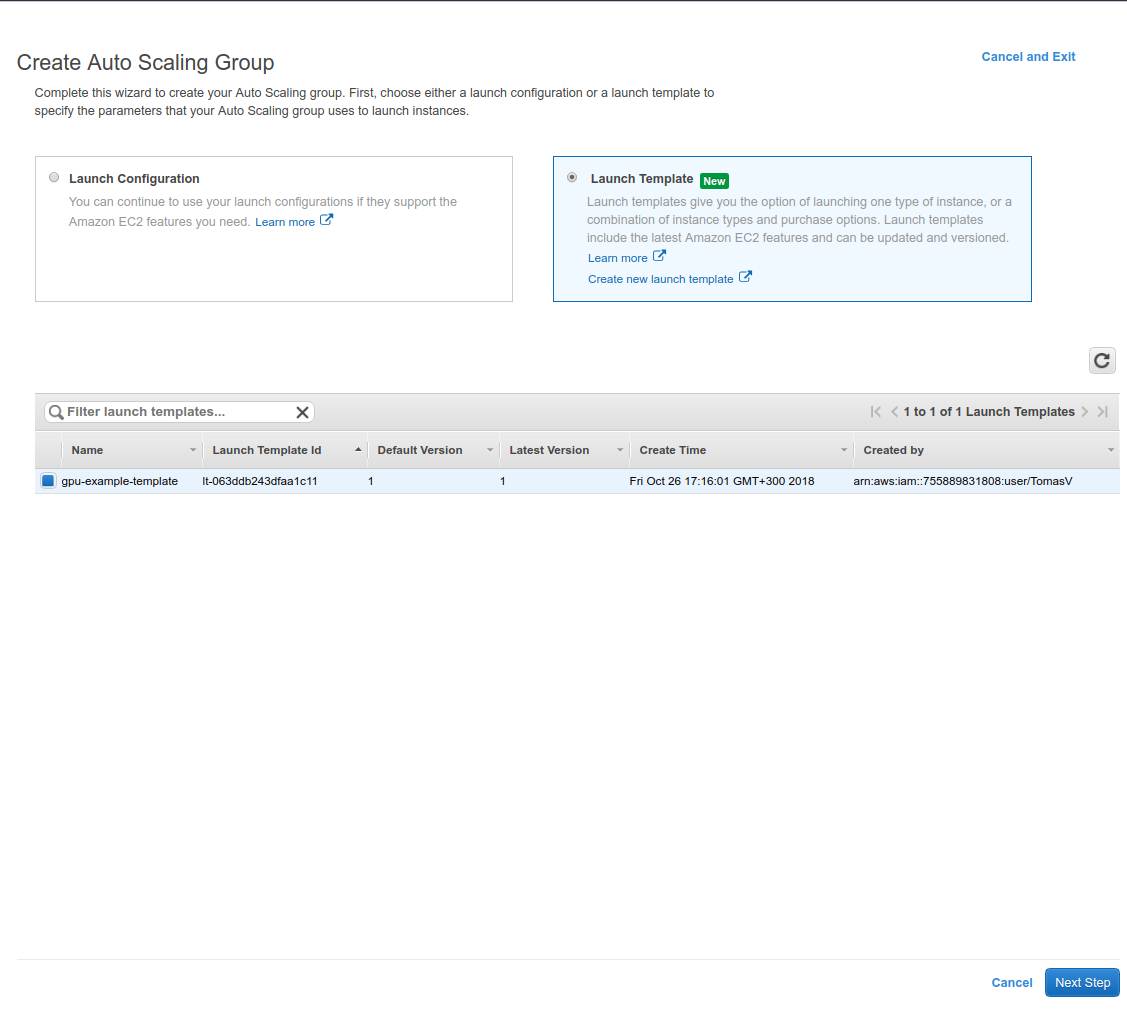 Create Auto Scaling Group
Cancel and Exit
Complete this wizard to create your Auto Scaling group. First, choose either a launch configuration or a launch template to
specify the parameters that your Auto Scaling group uses to launch instances.
Launch Configuration
You can continue to use your launch configurations if they support the
Amazon EC2 features you need. Learn more
Launch Template New
Launch templates give you the option of launching one type of instance, or a
combination of instance types and purchase options. Launch templates
include the latest Amazon EC2 features and can be updated and versioned.
Learn more
Create new launch template
Filter launch templates...
1 to 1 of 1 Launch Templates
Name Launch Template Id Default Version Latest Version Create Time Created by
gpu-example-template lt-063ddb243dfaa1c11 1 1 Fri Oct 26 17:16:01 GMT+300 2018 arn:aws:iam::755889831808:user/TomasV
Cancel Next Step